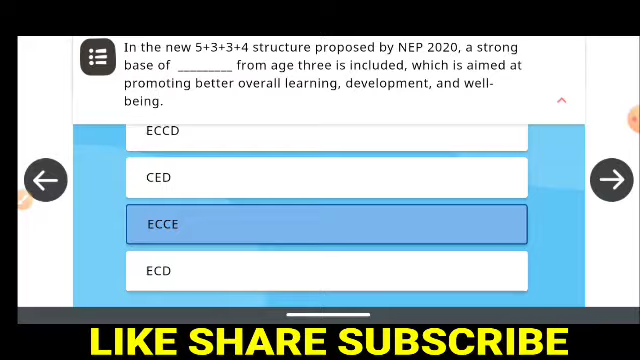 In the new 5+3+3+4 structure proposed by NEP 2020, a strong
base of _________ from age three is included, which is aimed at
promoting better overall learning, development, and well-
being.
ECCD
CED
ECCE
ECD
LIKE SHARE SUBSCRIBE